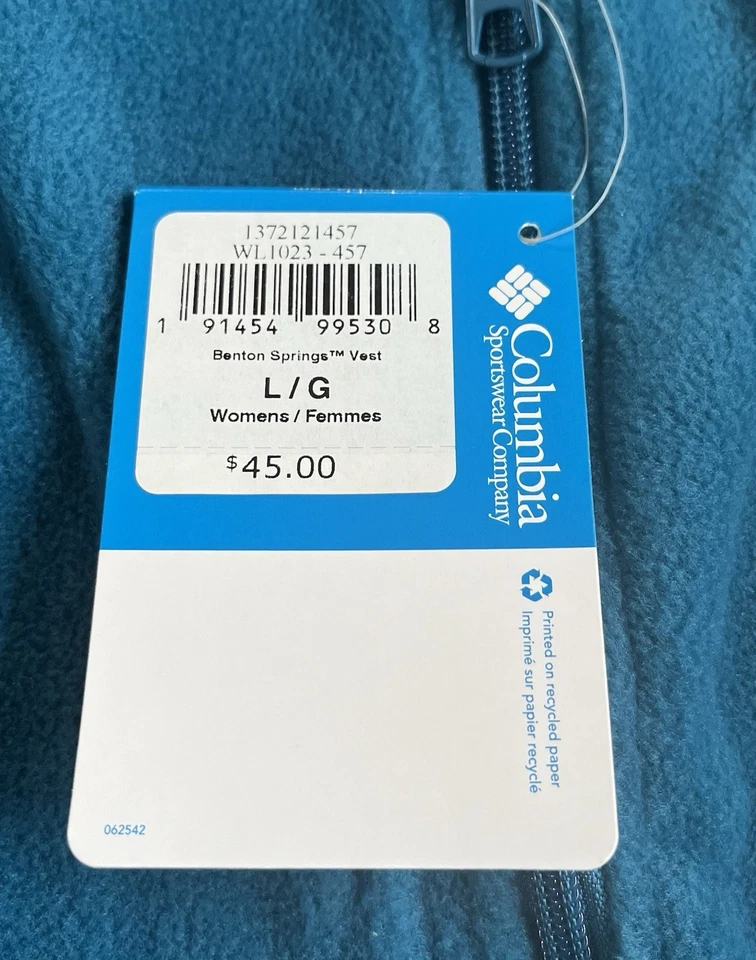 1372121457
WL1023 - 457
1 91454 99530 8
Benton Springs™ Vest
L / G
Womens / Femmes
$45.00
Columbia
Sportswear Company
Printed on recycled paper
Imprimé sur papier recyclé
062542